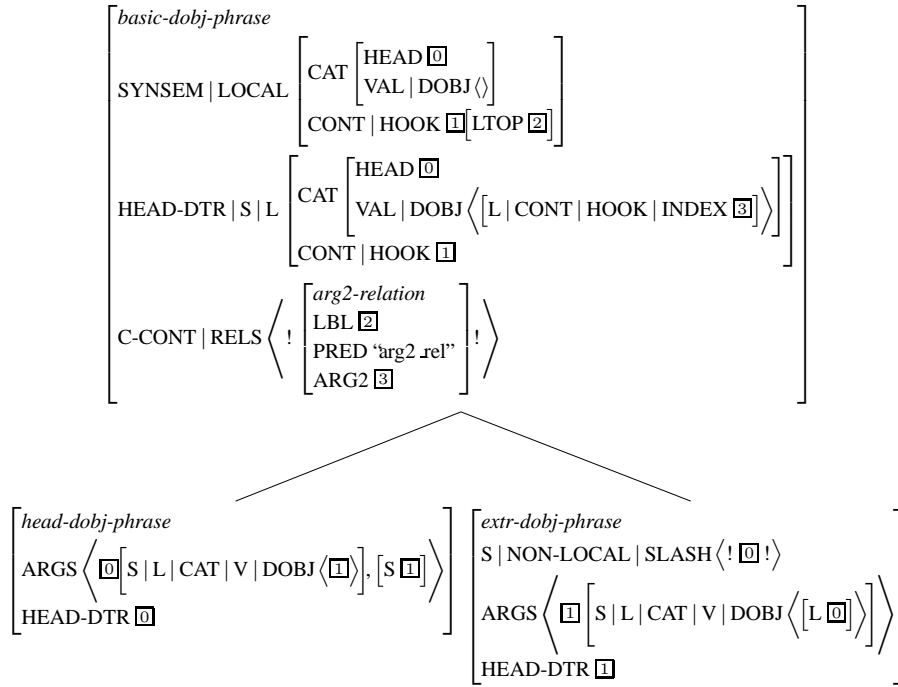 basic-dobj-phrase
SYNSEM | LOCAL
CAT
HEAD 0
VAL | DOBJ ⟨⟩
CONT | HOOK 1 [LTOP 2]
HEAD-DTR | S | L
CAT
HEAD 0
VAL | DOBJ ⟨[L | CONT | HOOK | INDEX 3]⟩
CONT | HOOK 1
C-CONT | RELS ⟨ ! ! ⟩
arg2-relation
LBL 2
PRED “arg2_rel”
ARG2 3
head-dobj-phrase
ARGS ⟨ 0 [S | L | CAT | V | DOBJ ⟨ 1 ⟩], [S 1] ⟩
HEAD-DTR 0
extr-dobj-phrase
S | NON-LOCAL | SLASH ⟨! 0 !⟩
ARGS ⟨ 1 [S | L | CAT | V | DOBJ ⟨[L 0]⟩] ⟩
HEAD-DTR 1